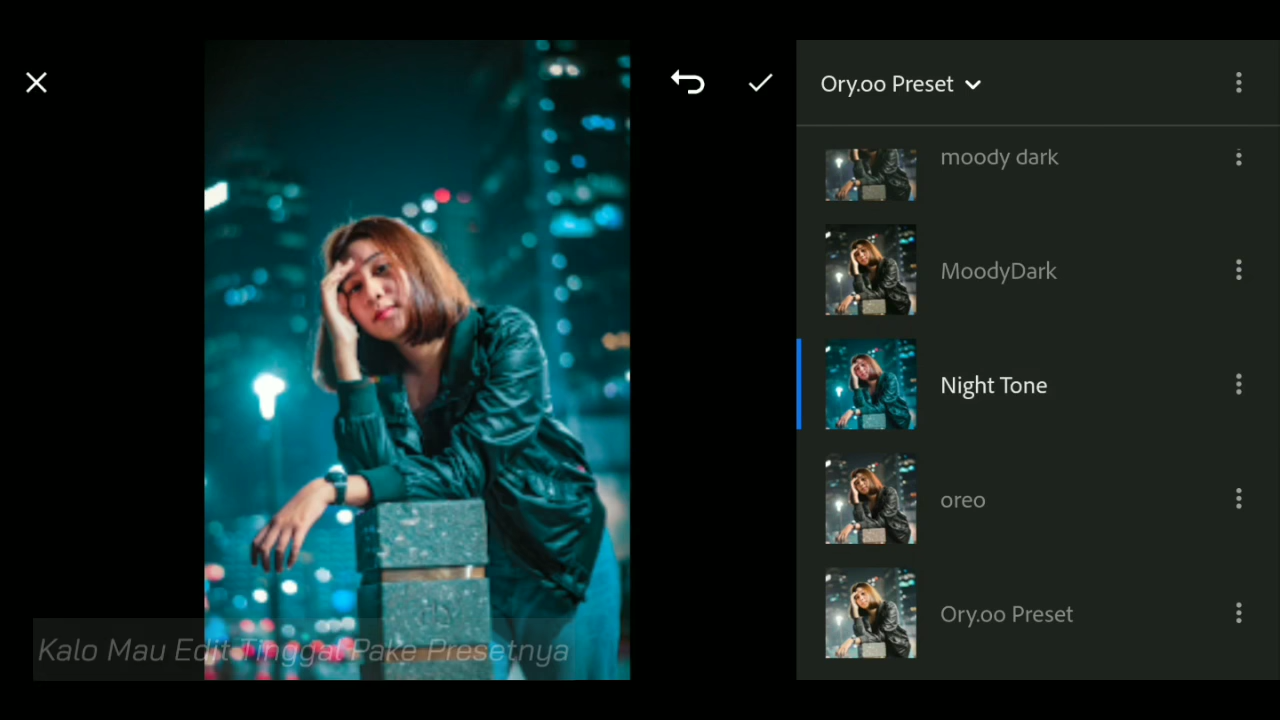 Ory.oo Preset
moody dark
MoodyDark
Night Tone
oreo
Ory.oo Preset
Kalo Mau Edit Tinggal Pake Presetnya